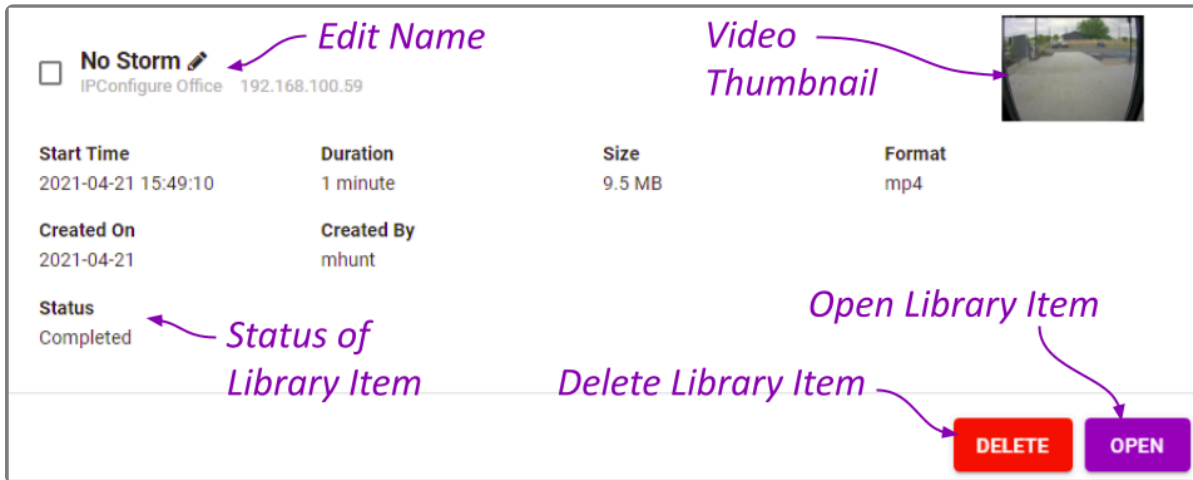 No Storm
Edit Name
IPConfigure Office 192.168.100.59
Video
Thumbnail
Start Time Duration Size Format
2021-04-21 15:49:10 1 minute 9.5 MB mp4
Created On Created By
2021-04-21 mhunt
Status
Completed
Status of
Library Item
Open Library Item
Delete Library Item
DELETE OPEN